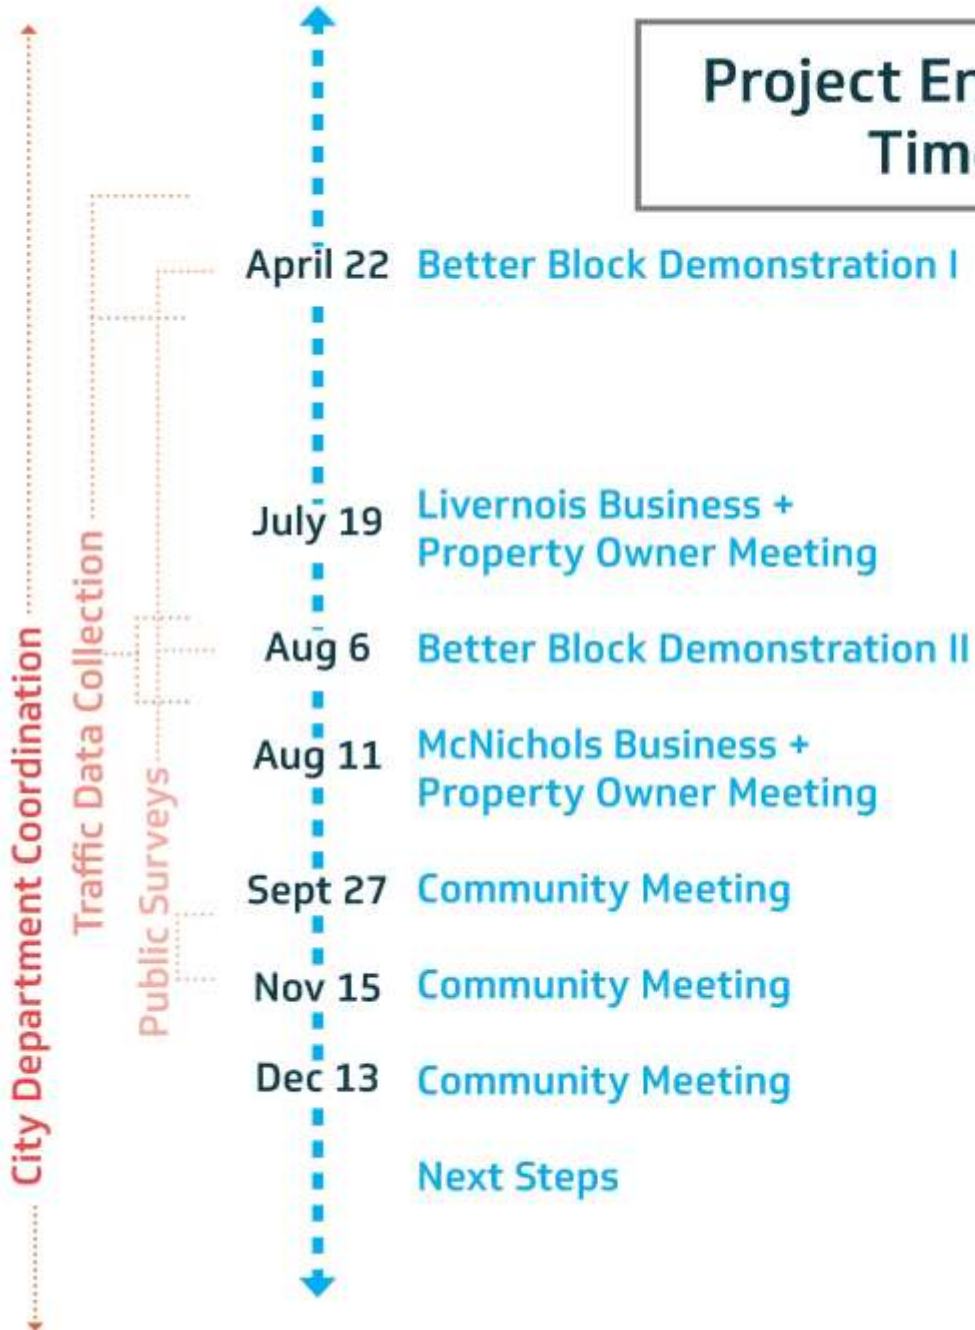 Project
April 22 Better Block Demonstration I
July 19 Livernois Business +
Property Owner Meeting
Aug 6 Better Block Demonstration II
Aug 11 McNichols Business +
Property Owner Meeting
Sept 27 Community Meeting
Nov 15 Community Meeting
Dec 13 Community Meeting
Next Steps
City Department Coordination
Traffic Data Collection
Public Surveys